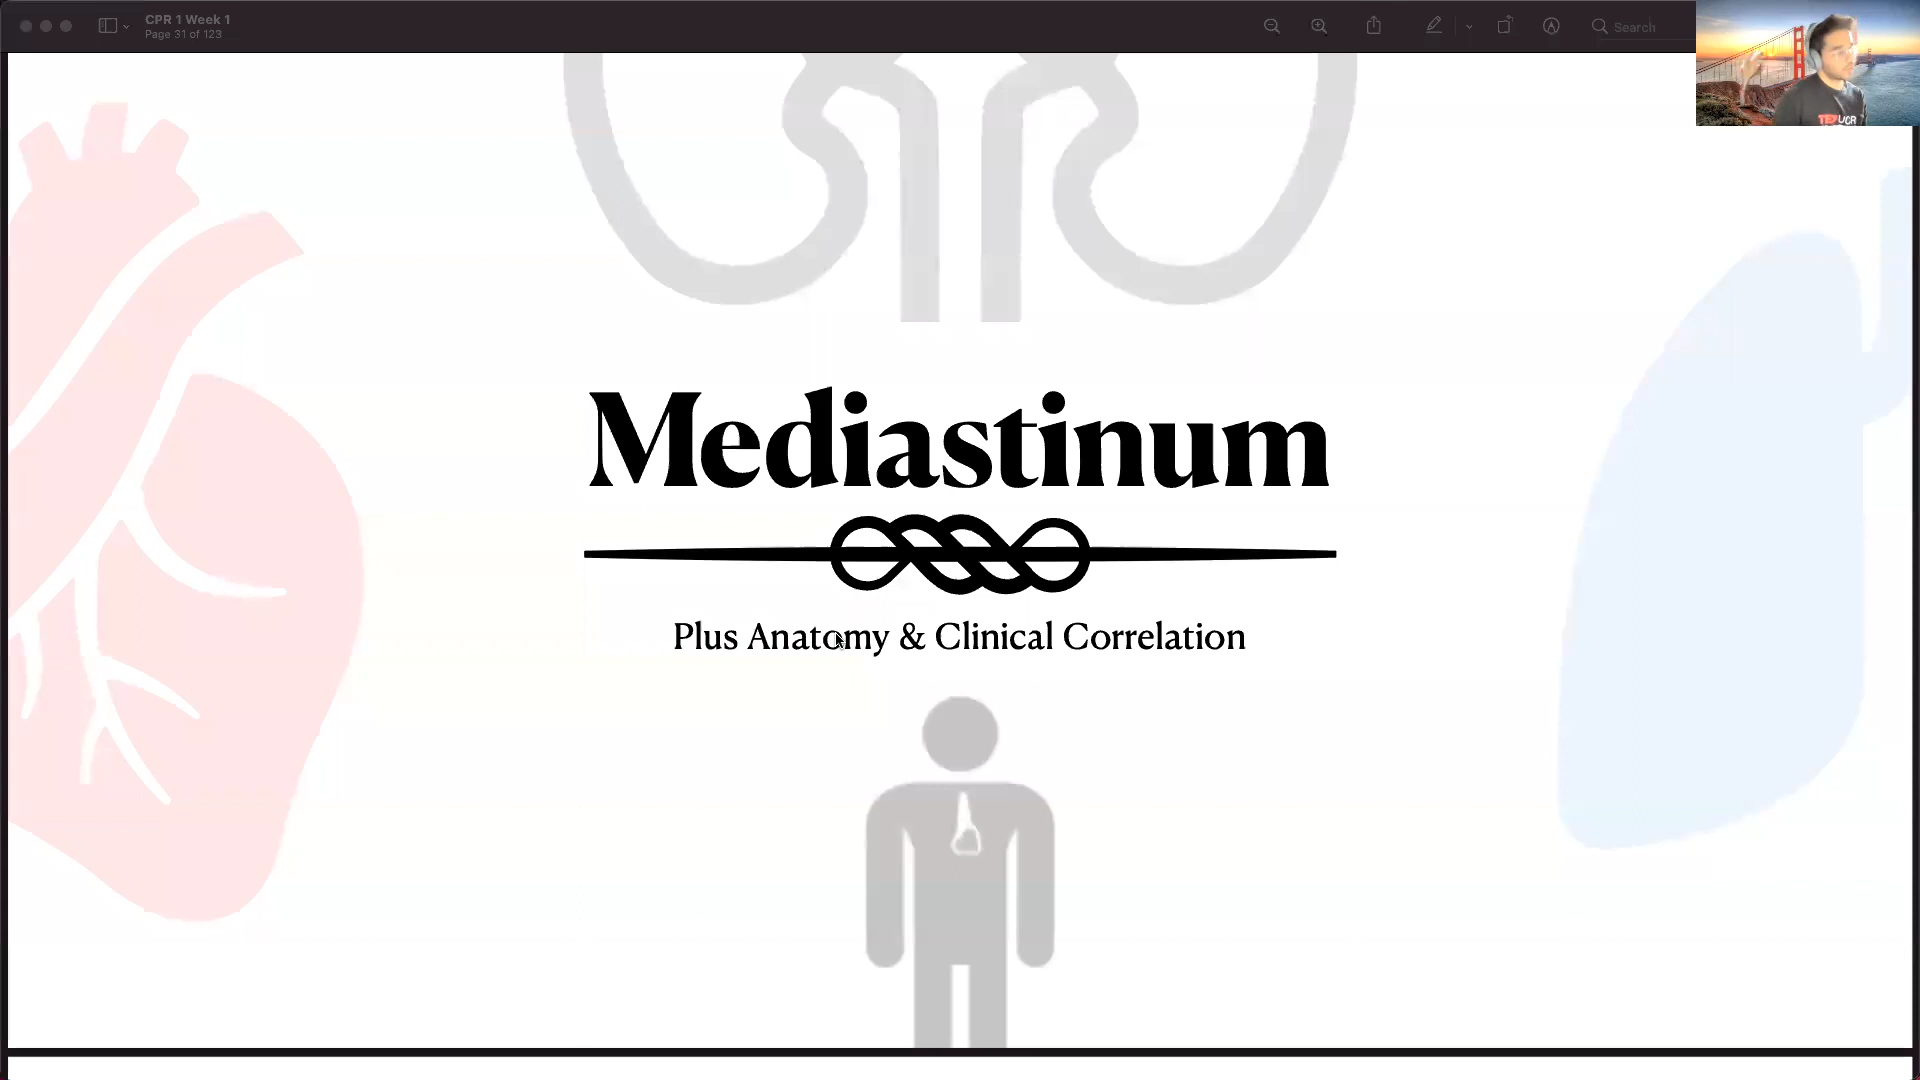 CPR 1 Week 1
Page 31 of 123
Search
Mediastinum
Plus Anatomy & Clinical Correlation